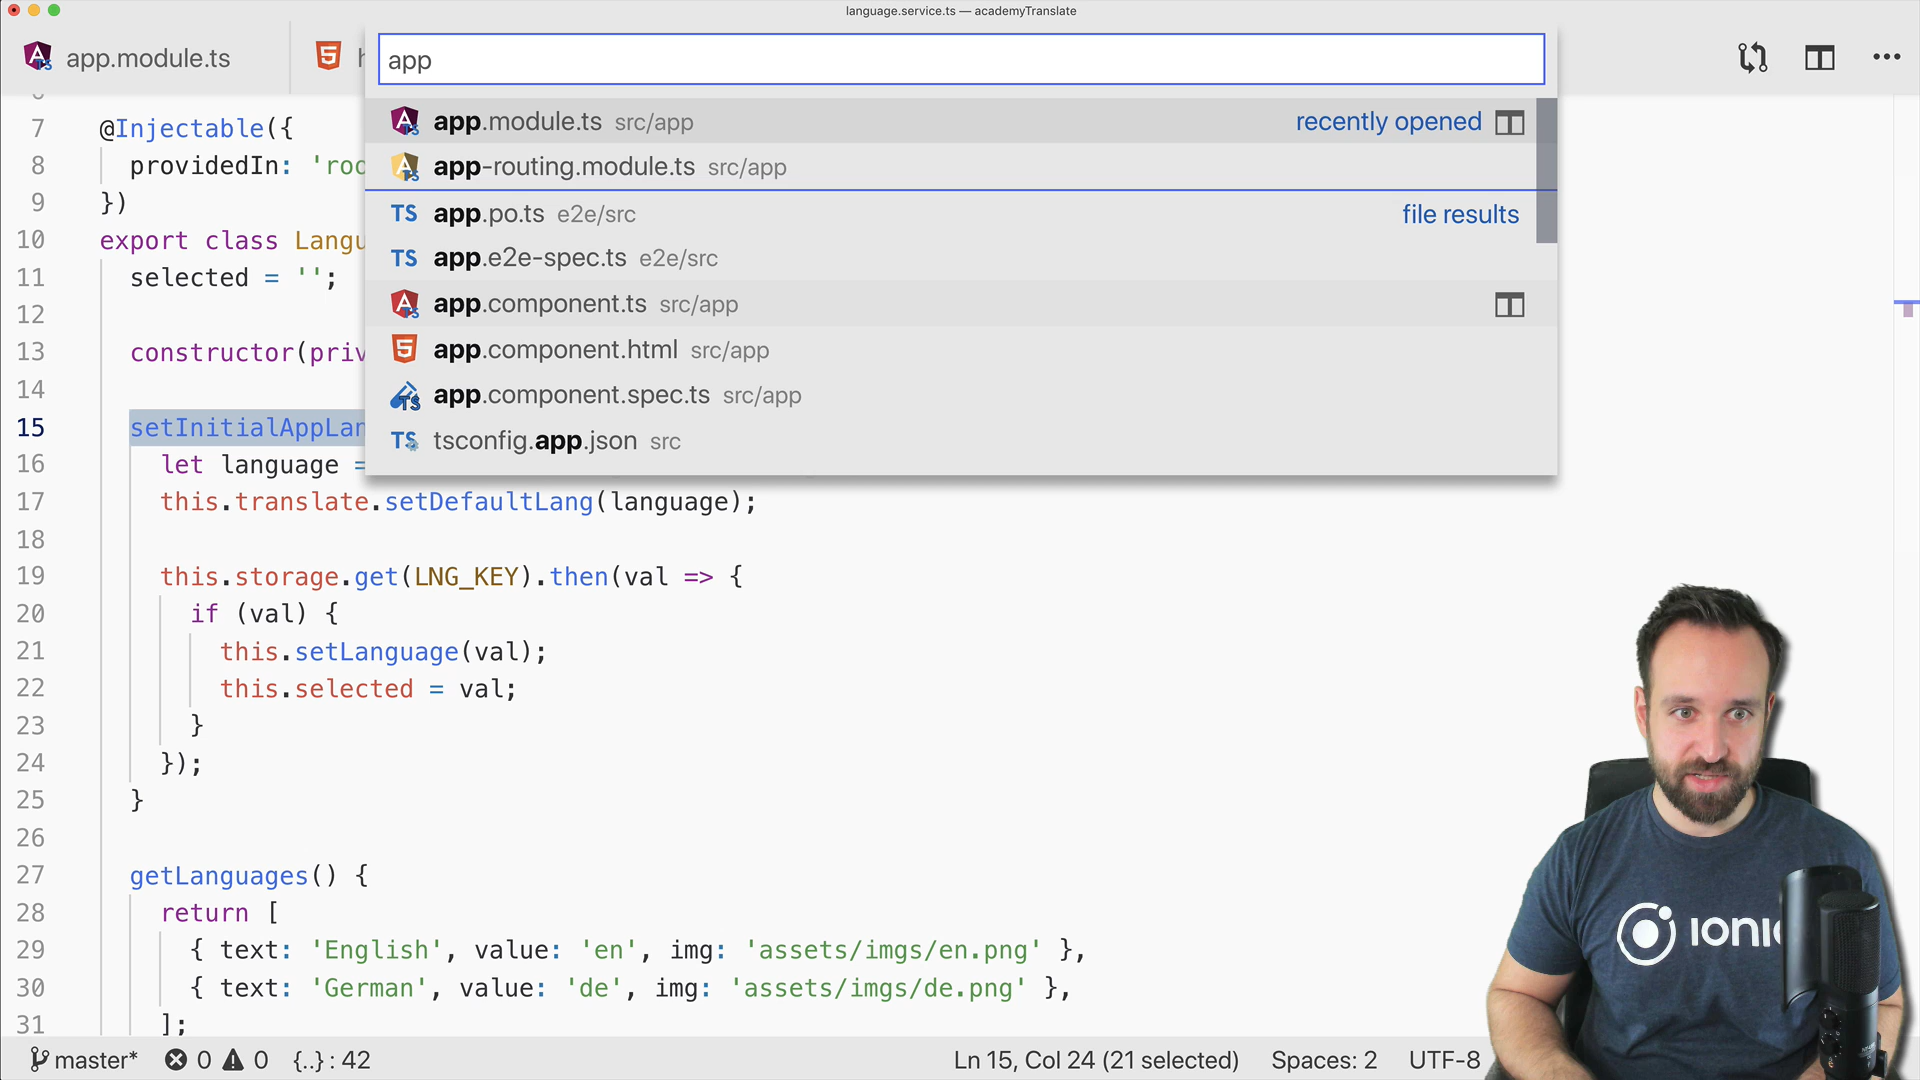 language.service.ts — academyTranslate
app.module.ts
app
app.module.ts src/app recently opened
app-routing.module.ts src/app
app.po.ts e2e/src file results
app.e2e-spec.ts e2e/src
app.component.ts src/app
app.component.html src/app
app.component.spec.ts src/app
tsconfig.app.json src
7 @Injectable({
8 providedIn: 'roo
9 })
10 export class Langu
11 selected = '';
12
13 constructor(priv
14
15 setInitialAppLan
16 let language =
17 this.translate.setDefaultLang(language);
18
19 this.storage.get(LNG_KEY).then(val => {
20 if (val) {
21 this.setLanguage(val);
22 this.selected = val;
23 }
24 });
25 }
26
27 getLanguages() {
28 return [
29 { text: 'English', value: 'en', img: 'assets/imgs/en.png' },
30 { text: 'German', value: 'de', img: 'assets/imgs/de.png' },
31 ];
ionic
master* 0 0 {..} : 42 Ln 15, Col 24 (21 selected) Spaces: 2 UTF-8